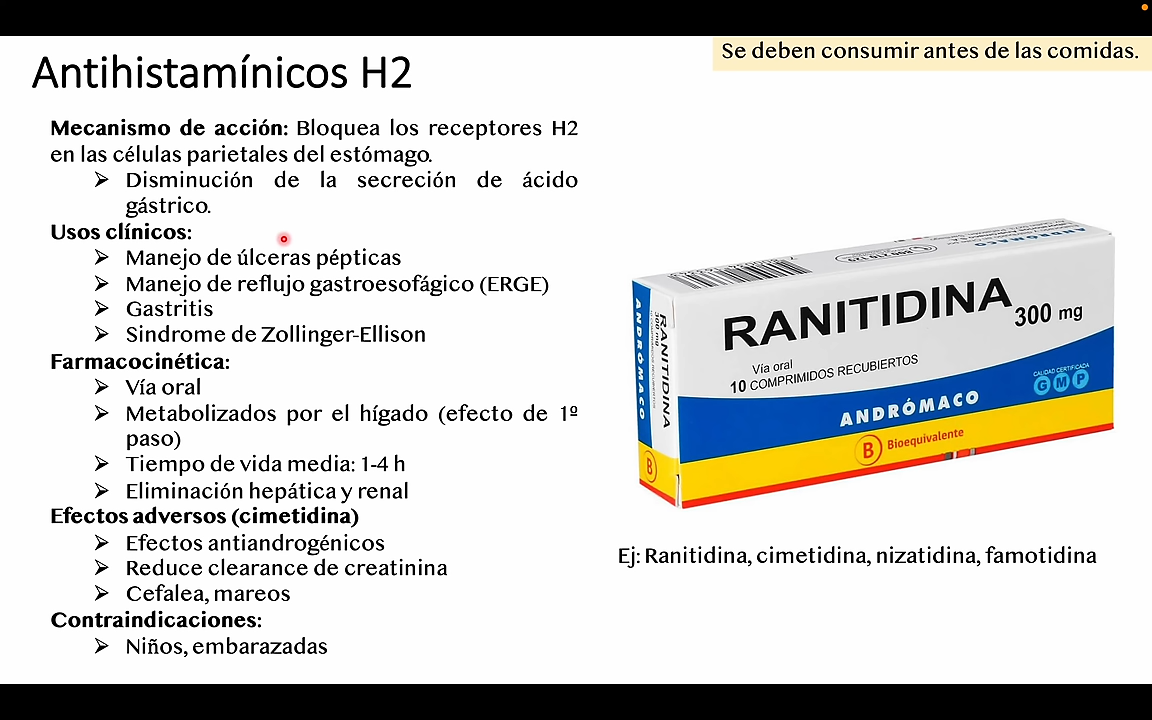 Se deben consumir antes de las comidas.
Antihistamínicos H2
Mecanismo de acción: Bloquea los receptores H2
en las células parietales del estómago.
➢ Disminución de la secreción de ácido
gástrico.
Usos clínicos:
➢ Manejo de úlceras pépticas
➢ Manejo de reflujo gastroesofágico (ERGE)
➢ Gastritis
➢ Sindrome de Zollinger-Ellison
Farmacocinética:
➢ Vía oral
➢ Metabolizados por el hígado (efecto de 1º
paso)
➢ Tiempo de vida media: 1-4 h
➢ Eliminación hepática y renal
Efectos adversos (cimetidina)
➢ Efectos antiandrogénicos
➢ Reduce clearance de creatinina
➢ Cefalea, mareos
Contraindicaciones:
➢ Niños, embarazadas
ANDRÓMACO
RANITIDINA
300 mg
ANDRÓMACO
B
RANITIDINA 300 mg
Vía oral
10 COMPRIMIDOS RECUBIERTOS
CALIDAD CERTIFICADA
GMP
ANDRÓMACO
B Bioequivalente
Ej: Ranitidina, cimetidina, nizatidina, famotidina